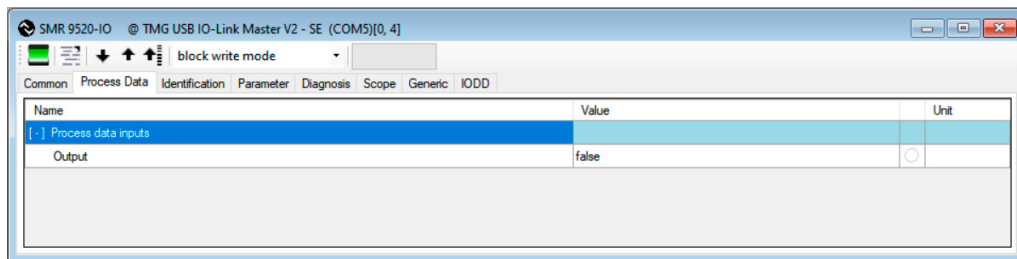 SMR 9520-IO @ TMG USB IO-Link Master V2 - SE (COM5)[0, 4]
block write mode
Common Process Data Identification Parameter Diagnosis Scope Generic IODD
Name Value Unit
[ - ] Process data inputs
Output false